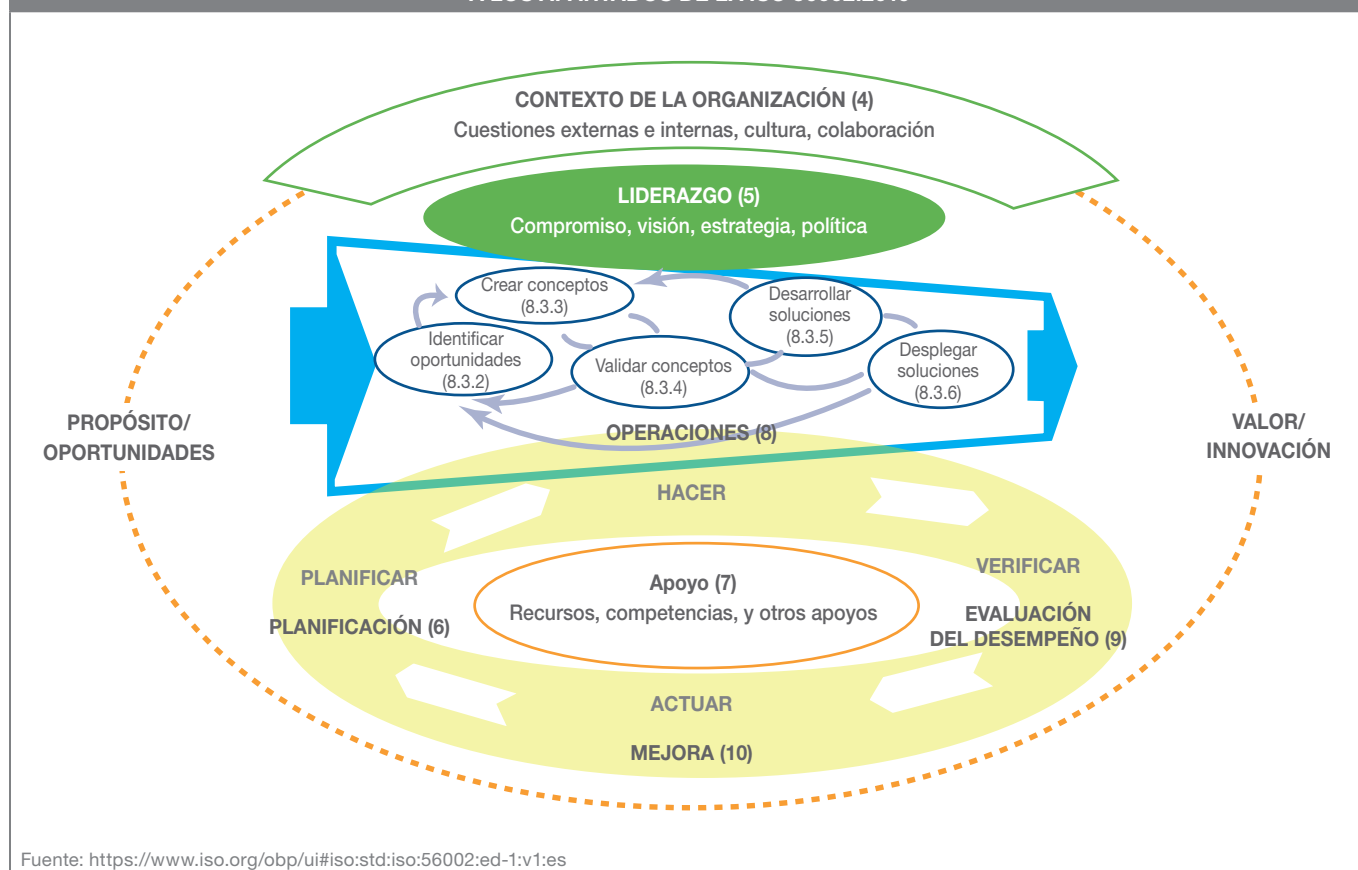 CONTEXTO DE LA ORGANIZACIÓN (4)
Cuestiones externas e internas, cultura, colaboración
LIDERAZGO (5)
Compromiso, visión, estrategia, política
Crear conceptos
(8.3.3)
Desarrollar
soluciones
(8.3.5)
Identificar
oportunidades
(8.3.2)
Validar conceptos
(8.3.4)
Desplegar
soluciones
(8.3.6)
PROPÓSITO/
OPORTUNIDADES
OPERACIONES (8)
VALOR/
INNOVACIÓN
HACER
PLANIFICAR
PLANIFICACIÓN (6)
Apoyo (7)
Recursos, competencias, y otros apoyos
VERIFICAR
EVALUACIÓN
DEL DESEMPEÑO (9)
ACTUAR
MEJORA (10)
Fuente: https://www.iso.org/obp/ui#iso:std:iso:56002:ed-1:v1:es